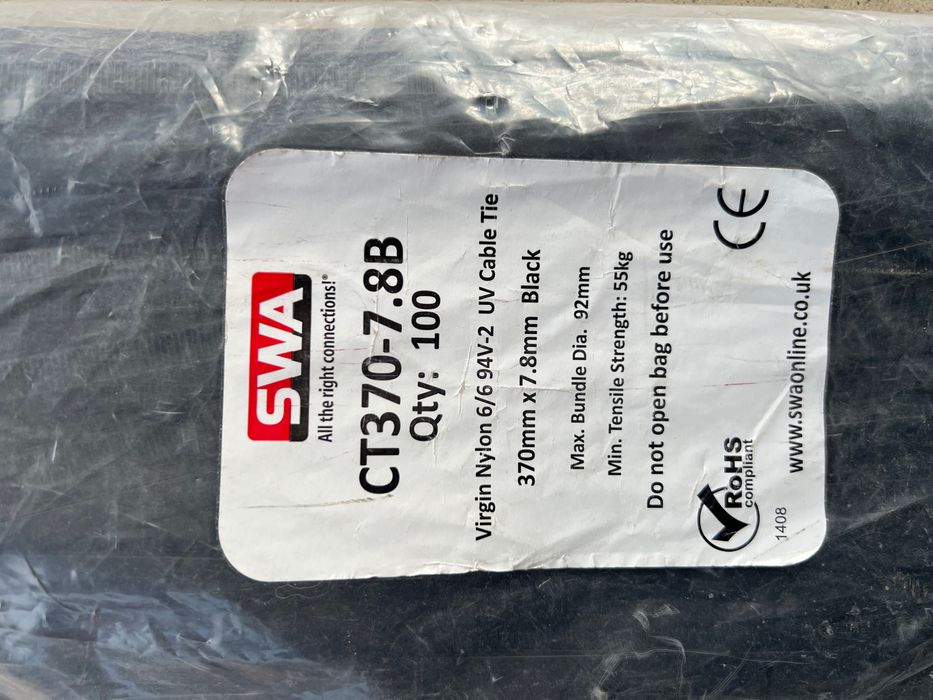 SWA
All the right connections!®
CT370-7.8B
Qty: 100
Virgin Nylon 6/6 94V-2 UV Cable Tie
370mm x 7.8mm Black
Max. Bundle Dia. 92mm
Min. Tensile Strength: 55kg
Do not open bag before use
RoHS
compliant
CE
1408
www.swaonline.co.uk